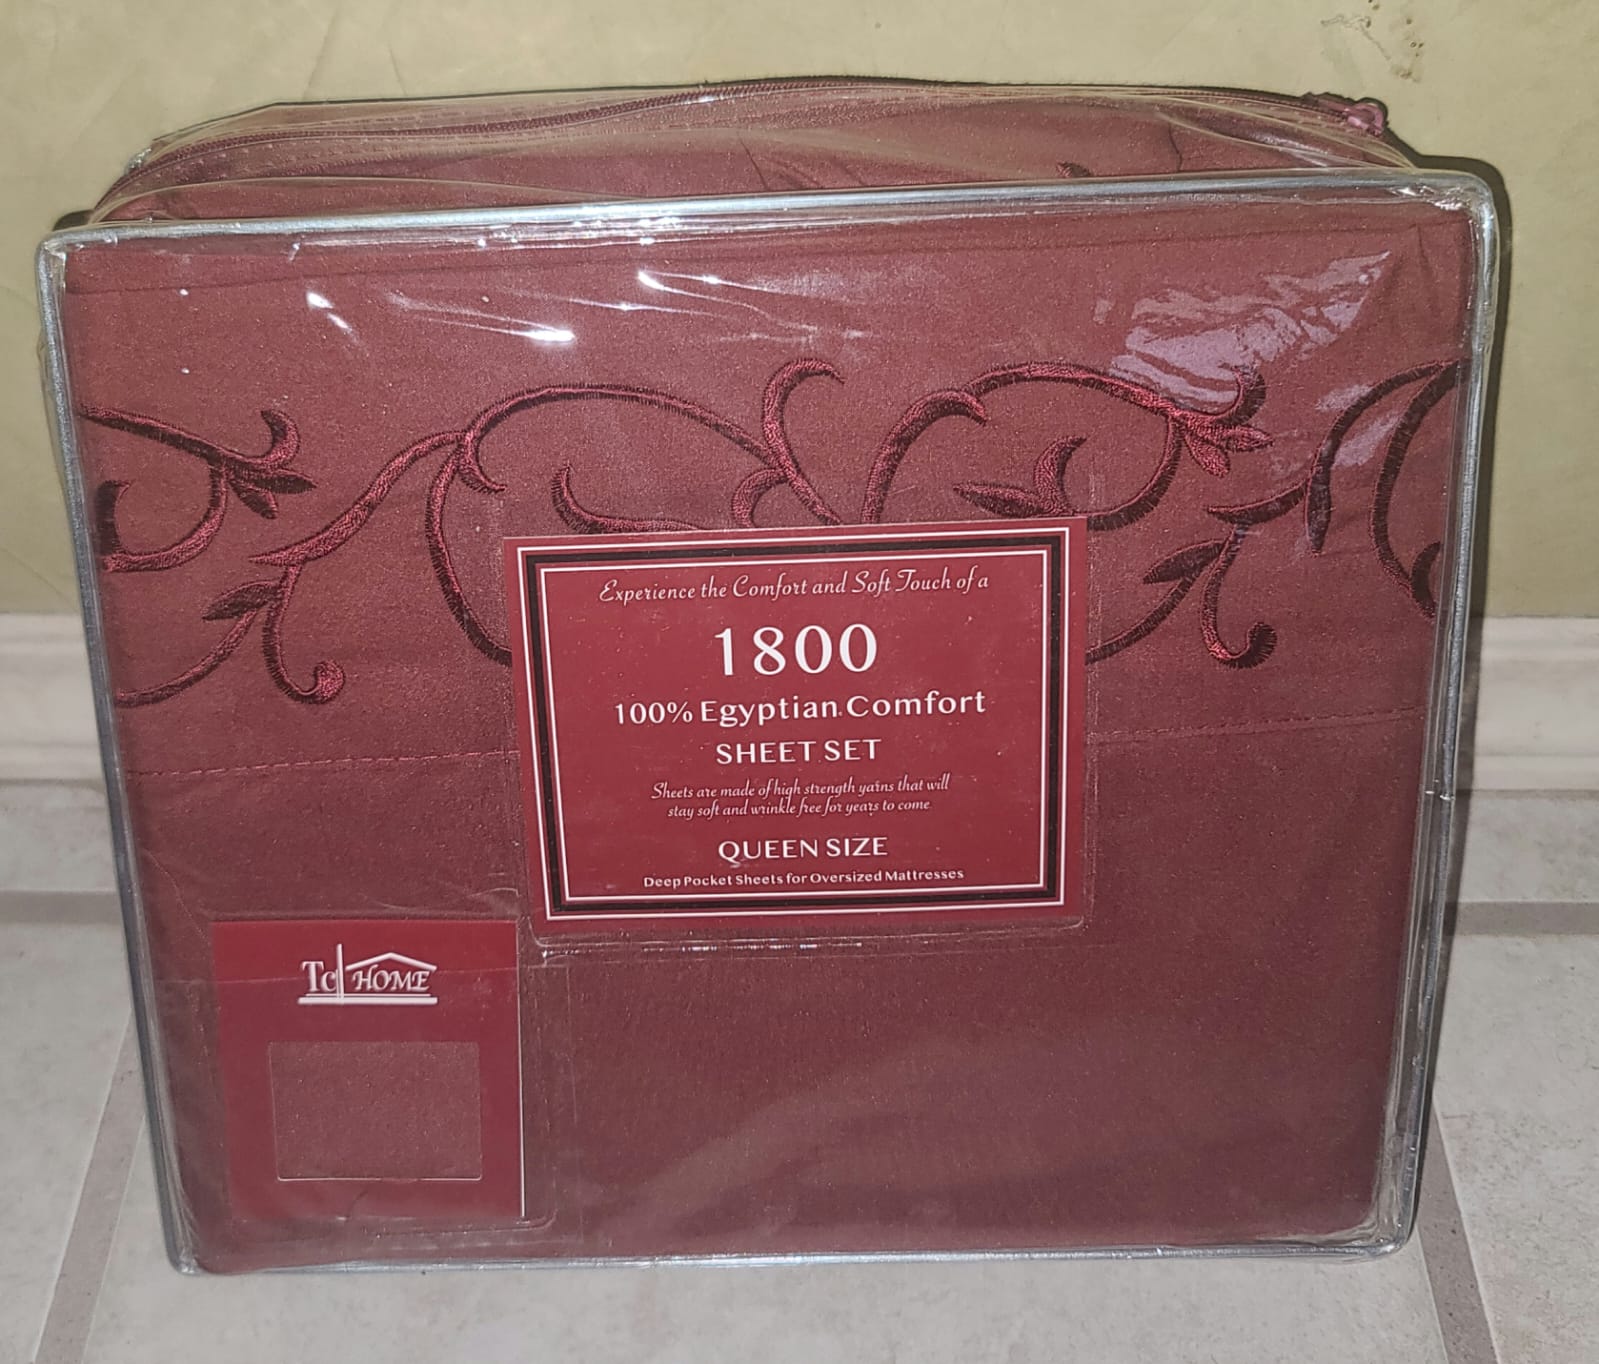 Experience the Comfort and Soft Touch of a
1800
100% Egyptian Comfort
SHEET SET
Sheets are made of high strength yarns that will
stay soft and wrinkle free for years to come.
QUEEN SIZE
Deep Pocket Sheets for Oversized Mattresses
Tc HOME